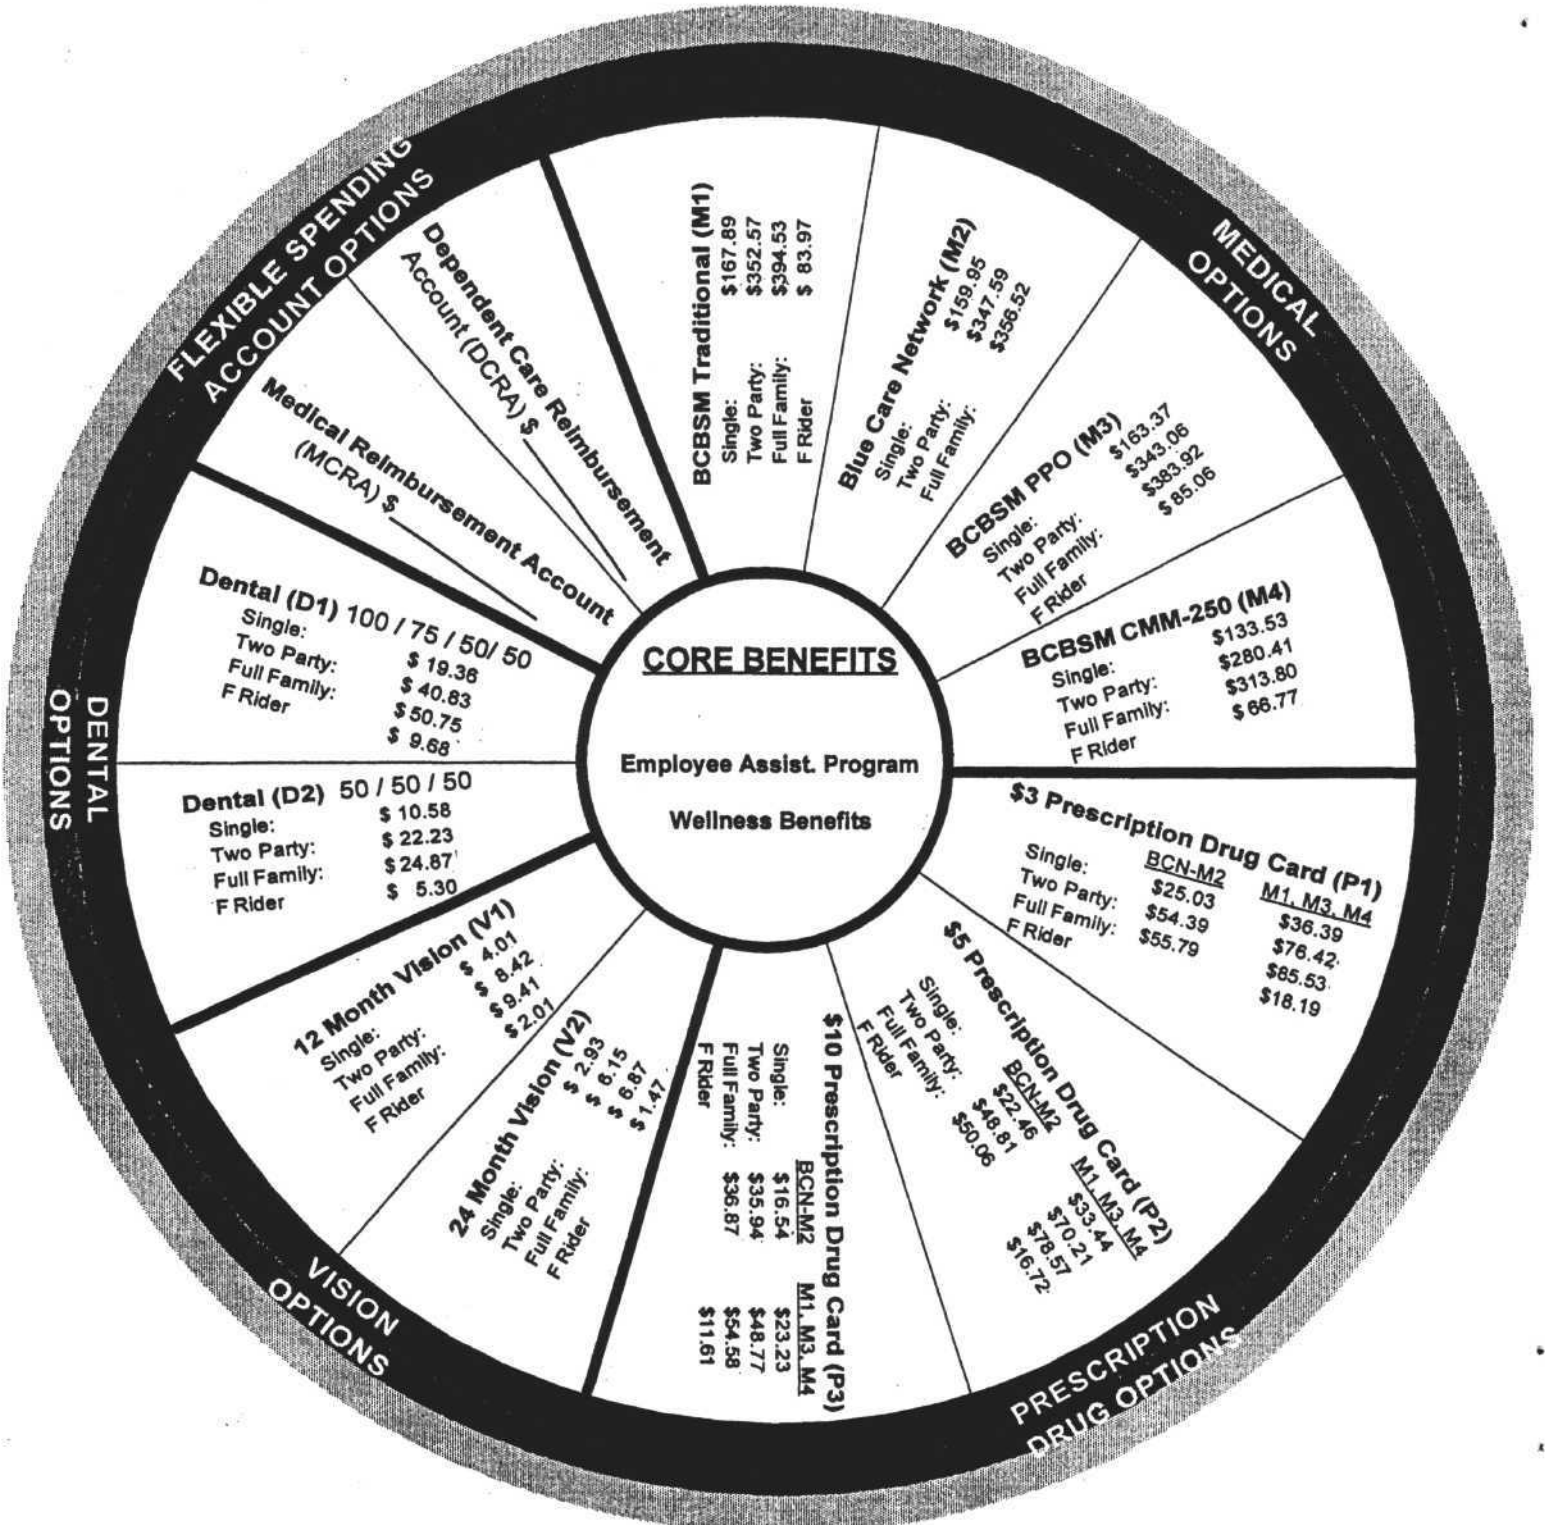 CORE BENEFITS
Employee Assist. Program
Wellness Benefits
MEDICAL
OPTIONS
BCBSM Traditional (M1)
Single: $167.89
Two Party: $352.57
Full Family: $394.53
F Rider $ 83.97
Blue Care Network (M2)
Single: $159.95
Two Party: $347.59
Full Family: $356.52
BCBSM PPO (M3)
Single: $163.37
Two Party: $343.06
Full Family: $383.92
F Rider $ 85.06
BCBSM CMM-250 (M4)
Single: $133.53
Two Party: $280.41
Full Family: $313.80
F Rider $ 66.77
PRESCRIPTION
DRUG OPTIONS
$3 Prescription Drug Card (P1)
BCN-M2 M1, M3, M4
Single: $25.03 $36.39
Two Party: $54.39 $76.42
Full Family: $55.79 $85.53
F Rider $18.19
$5 Prescription Drug Card (P2)
BCN-M2 M1, M3, M4
Single: $22.46 $33.44
Two Party: $48.81 $70.21
Full Family: $50.06 $78.57
F Rider $16.72
$10 Prescription Drug Card (P3)
BCN-M2 M1, M3, M4
Single: $16.54 $23.23
Two Party: $35.94 $48.77
Full Family: $36.87 $54.58
F Rider $11.61
VISION
OPTIONS
24 Month Vision (V2)
Single: $ 2.93
Two Party: $ 6.15
Full Family: $ 6.87
F Rider $ 1.47
12 Month Vision (V1)
Single: $ 4.01
Two Party: $ 8.42
Full Family: $ 9.41
F Rider $ 2.01
DENTAL
OPTIONS
Dental (D2) 50 / 50 / 50
Single: $ 10.58
Two Party: $ 22.23
Full Family: $ 24.87
F Rider $ 5.30
Dental (D1) 100 / 75 / 50/ 50
Single: $ 19.36
Two Party: $ 40.83
Full Family: $ 50.75
F Rider $ 9.68
FLEXIBLE SPENDING
ACCOUNT OPTIONS
Medical Reimbursement Account
(MCRA) $
Dependent Care Reimbursement
Account (DCRA) $